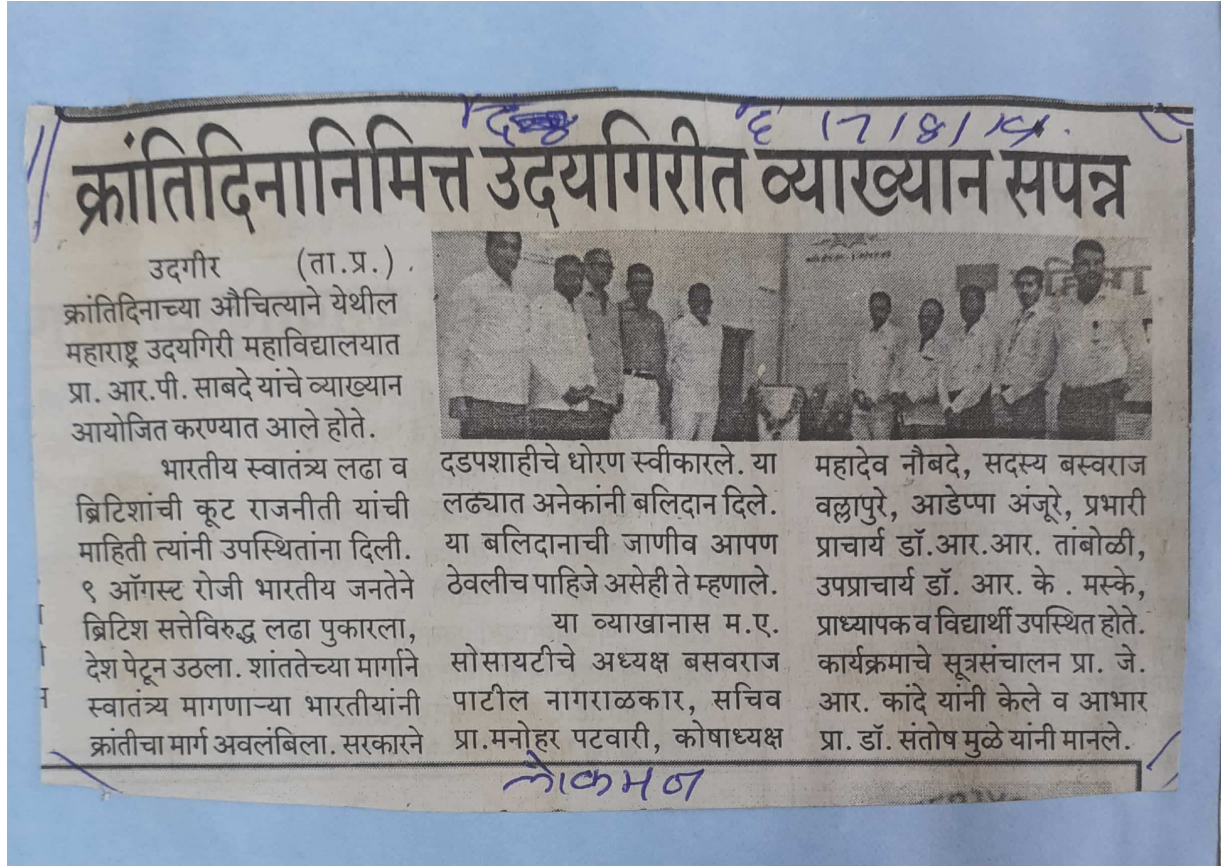 दि 17/8/
क्रांतिदिनानिमित्त उदयगिरीत व्याख्यान संपन्न
उदगीर (ता.प्र.) .
क्रांतिदिनाच्या औचित्याने येथील
महाराष्ट्र उदयगिरी महाविद्यालयात
प्रा. आर.पी. साबदे यांचे व्याख्यान
आयोजित करण्यात आले होते.
भारतीय स्वातंत्र्य लढा व
ब्रिटिशांची कूट राजनीती यांची
माहिती त्यांनी उपस्थितांना दिली.
९ ऑगस्ट रोजी भारतीय जनतेने
ब्रिटिश सत्तेविरुद्ध लढा पुकारला,
देश पेटून उठला. शांततेच्या मार्गाने
स्वातंत्र्य मागणाऱ्या भारतीयांनी
क्रांतीचा मार्ग अवलंबिला. सरकारने
दडपशाहीचे धोरण स्वीकारले. या
लढ्यात अनेकांनी बलिदान दिले.
या बलिदानाची जाणीव आपण
ठेवलीच पाहिजे असेही ते म्हणाले.
या व्याखानास म.ए.
सोसायटीचे अध्यक्ष बसवराज
पाटील नागराळकार, सचिव
प्रा.मनोहर पटवारी, कोषाध्यक्ष
महादेव नौबदे, सदस्य बस्वराज
वल्लापुरे, आडेप्पा अंजूरे, प्रभारी
प्राचार्य डॉ.आर.आर. तांबोळी,
उपप्राचार्य डॉ. आर. के . मस्के,
प्राध्यापक व विद्यार्थी उपस्थित होते.
कार्यक्रमाचे सूत्रसंचालन प्रा. जे.
आर. कांदे यांनी केले व आभार
प्रा. डॉ. संतोष मुळे यांनी मानले.
लोकमन